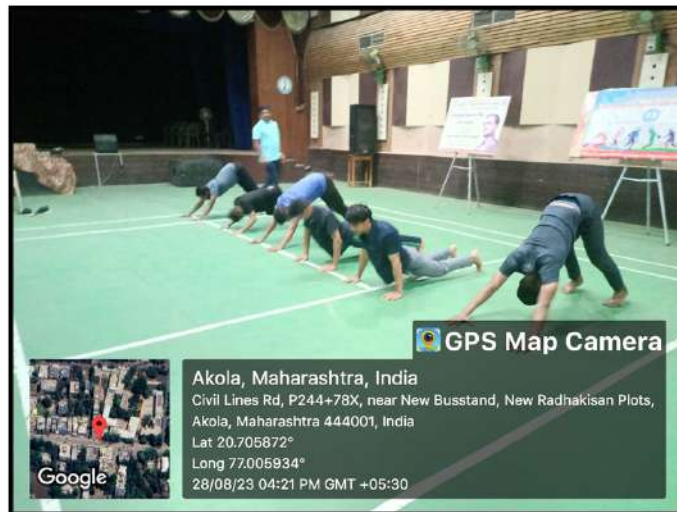 GPS Map Camera
Akola, Maharashtra, India
Civil Lines Rd, P244+78X, near New Busstand, New Radhakisan Plots,
Akola, Maharashtra 444001, India
Lat 20.705872°
Long 77.005934°
28/08/23 04:21 PM GMT +05:30
Google